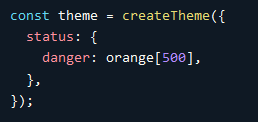 const theme = createTheme({
  status: {
    danger: orange[500],
  },
});